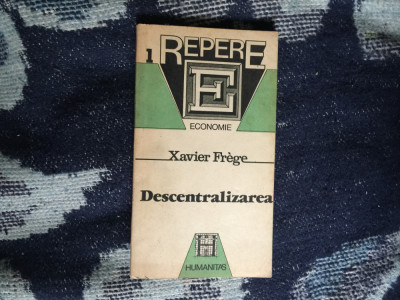 1 REPERE
E
ECONOMIE
Xavier Frège
Descentralizarea
HUMANITAS